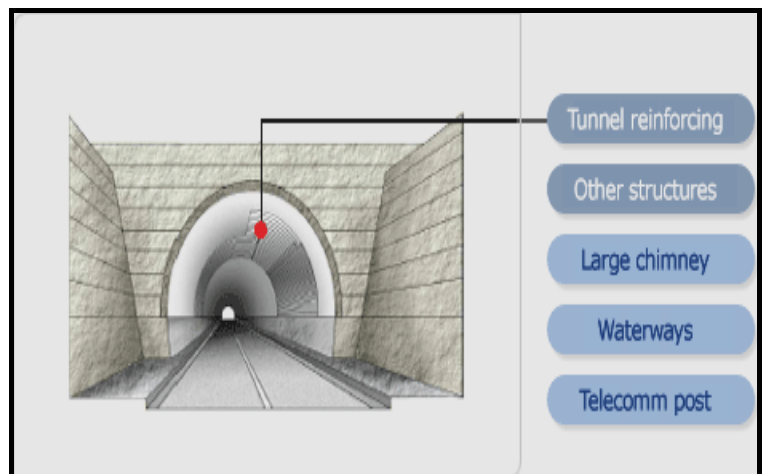 Tunnel reinforcing
Other structures
Large chimney
Waterways
Telecomm post